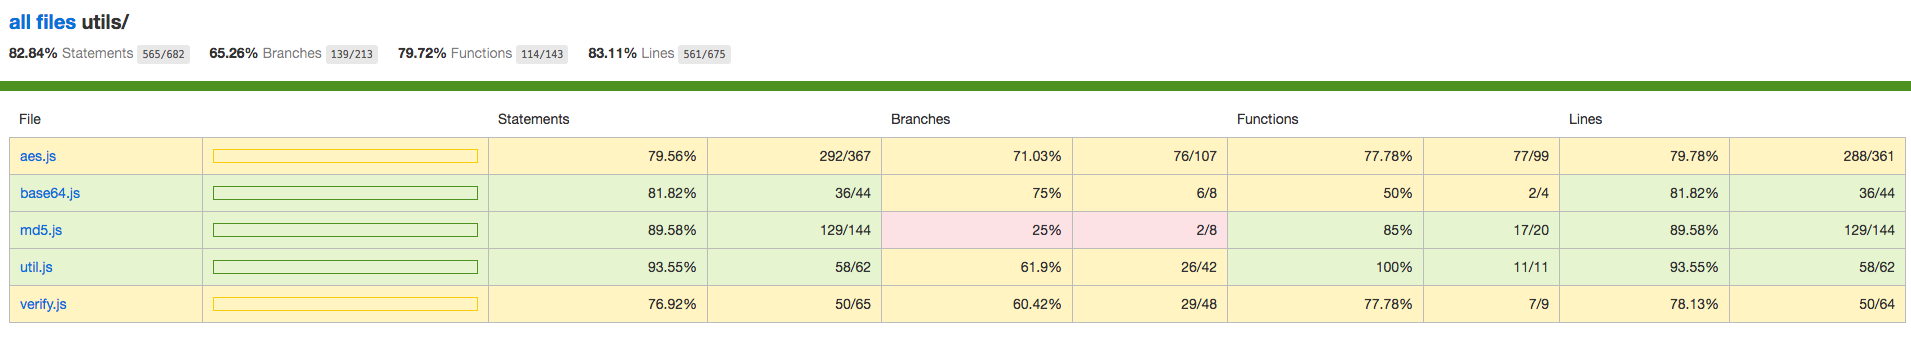 all files utils/
82.84% Statements 565/682 65.26% Branches 139/213 79.72% Functions 114/143 83.11% Lines 561/675
File Statements Branches Functions Lines
aes.js 79.56% 292/367 71.03% 76/107 77.78% 77/99 79.78% 288/361
base64.js 81.82% 36/44 75% 6/8 50% 2/4 81.82% 36/44
md5.js 89.58% 129/144 25% 2/8 85% 17/20 89.58% 129/144
util.js 93.55% 58/62 61.9% 26/42 100% 11/11 93.55% 58/62
verify.js 76.92% 50/65 60.42% 29/48 77.78% 7/9 78.13% 50/64